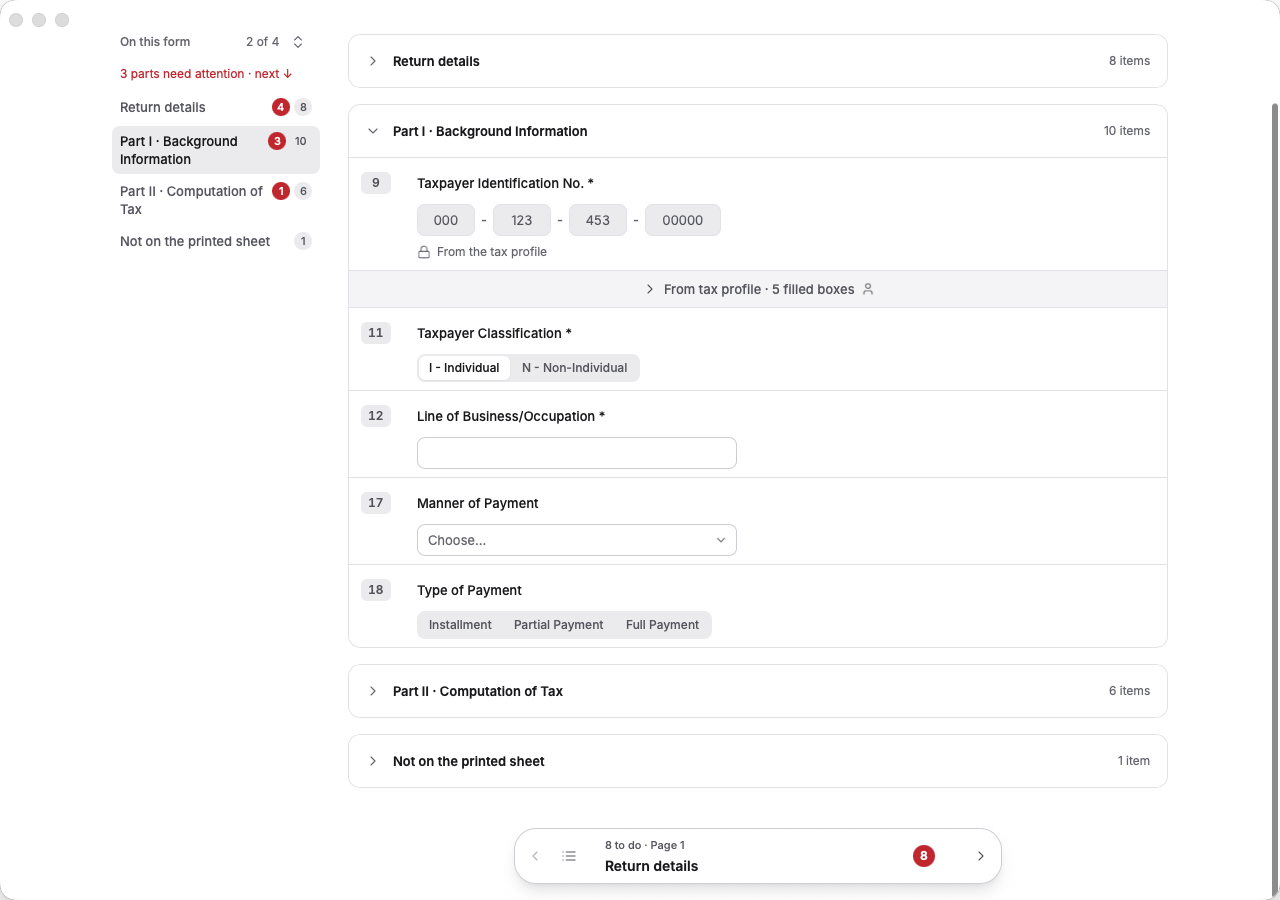 On this form 2 of 4
3 parts need attention · next ↓
Return details 4 8
Part I · Background Information 3 10
Part II · Computation of Tax 1 6
Not on the printed sheet 1
Return details 8 items
Part I · Background Information 10 items
9 Taxpayer Identification No. *
000 - 123 - 453 - 00000
From the tax profile
From tax profile · 5 filled boxes
11 Taxpayer Classification *
I - Individual N - Non-Individual
12 Line of Business/Occupation *
17 Manner of Payment
Choose...
18 Type of Payment
Installment Partial Payment Full Payment
Part II · Computation of Tax 6 items
Not on the printed sheet 1 item
8 to do · Page 1
Return details 8